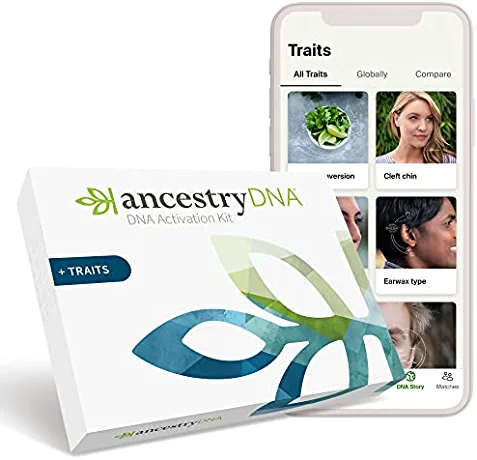 ancestryDNA
DNA Activation Kit
+ TRAITS
ancestryDNA
Traits
All Traits Globally Compare
Cleft chin
Earwax type
DNA Story Matches